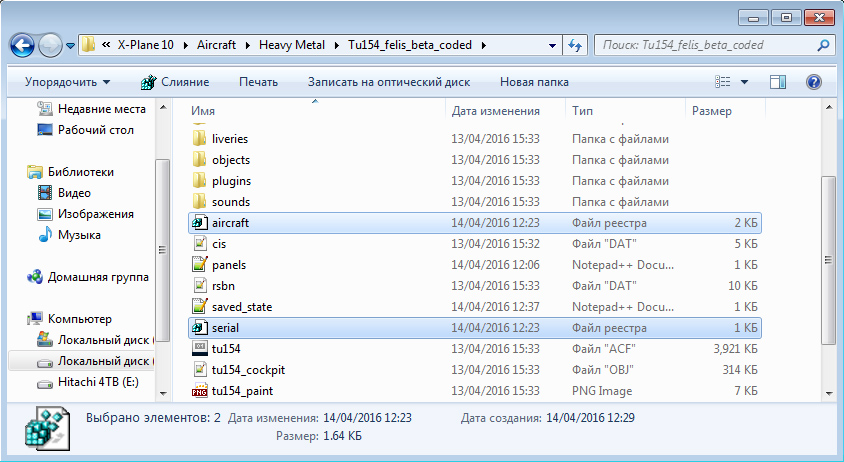 « X-Plane 10 ▸ Aircraft ▸ Heavy Metal ▸ Tu154_felis_beta_coded ▸ Поиск: Tu154_felis_beta_coded
Упорядочить Слияние Печать Записать на оптический диск Новая папка
Недавние места
Рабочий стол
Библиотеки
Видео
Изображения
Музыка
Домашняя группа
Компьютер
Локальный диск (
Локальный диск (
Hitachi 4TB (E:)
Имя Дата изменения Тип Размер
liveries 13/04/2016 15:33 Папка с файлами
objects 13/04/2016 15:33 Папка с файлами
plugins 13/04/2016 15:33 Папка с файлами
sounds 13/04/2016 15:33 Папка с файлами
aircraft 14/04/2016 12:23 Файл реестра 2 КБ
cis 13/04/2016 15:32 Файл "DAT" 5 КБ
panels 14/04/2016 12:06 Notepad++ Docu... 1 КБ
rsbn 13/04/2016 15:33 Файл "DAT" 10 КБ
saved_state 14/04/2016 12:37 Notepad++ Docu... 1 КБ
serial 14/04/2016 12:23 Файл реестра 1 КБ
tu154 13/04/2016 15:33 Файл "ACF" 3,921 КБ
tu154_cockpit 13/04/2016 15:33 Файл "OBJ" 314 КБ
tu154_paint 13/04/2016 15:33 PNG Image 7 КБ
Выбрано элементов: 2 Дата изменения: 14/04/2016 12:23 Дата создания: 14/04/2016 12:29
Размер: 1.64 КБ